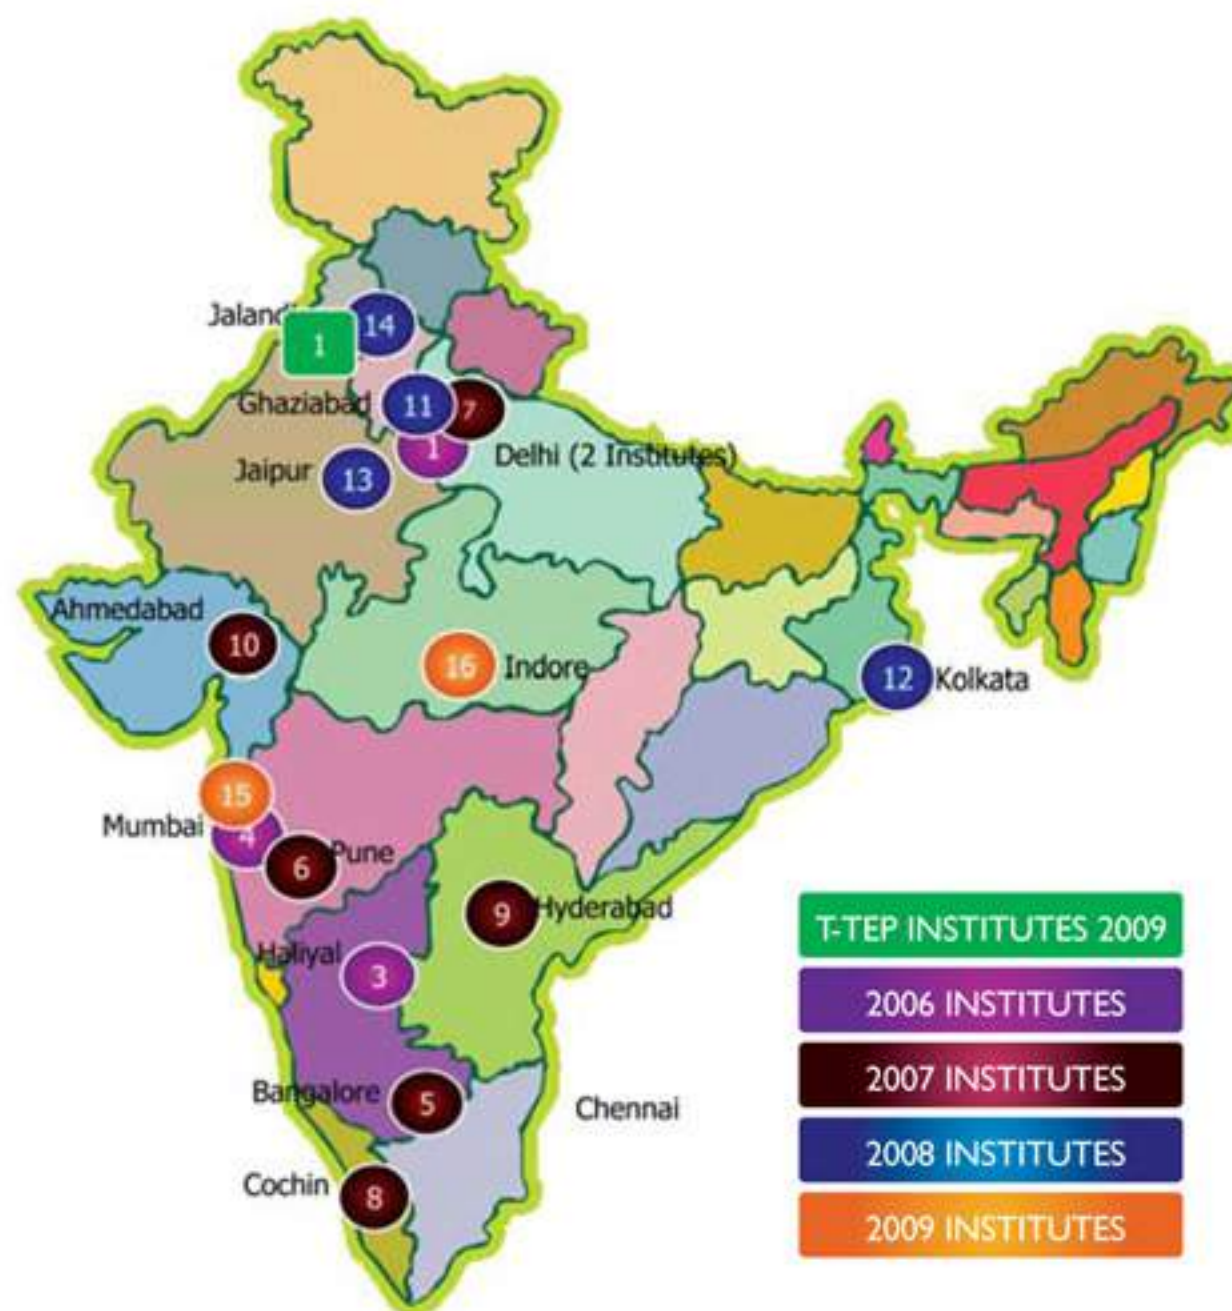 Jalandh
14
1
Ghaziabad
11
7
1
Delhi (2 Institutes)
Jaipur
13
Ahmedabad
10
16
Indore
12
Kolkata
15
Mumbai
4
6
Pune
9
Hyderabad
Haliyal
3
Bangalore
5
Chennai
Cochin
8
T-TEP INSTITUTES 2009
2006 INSTITUTES
2007 INSTITUTES
2008 INSTITUTES
2009 INSTITUTES